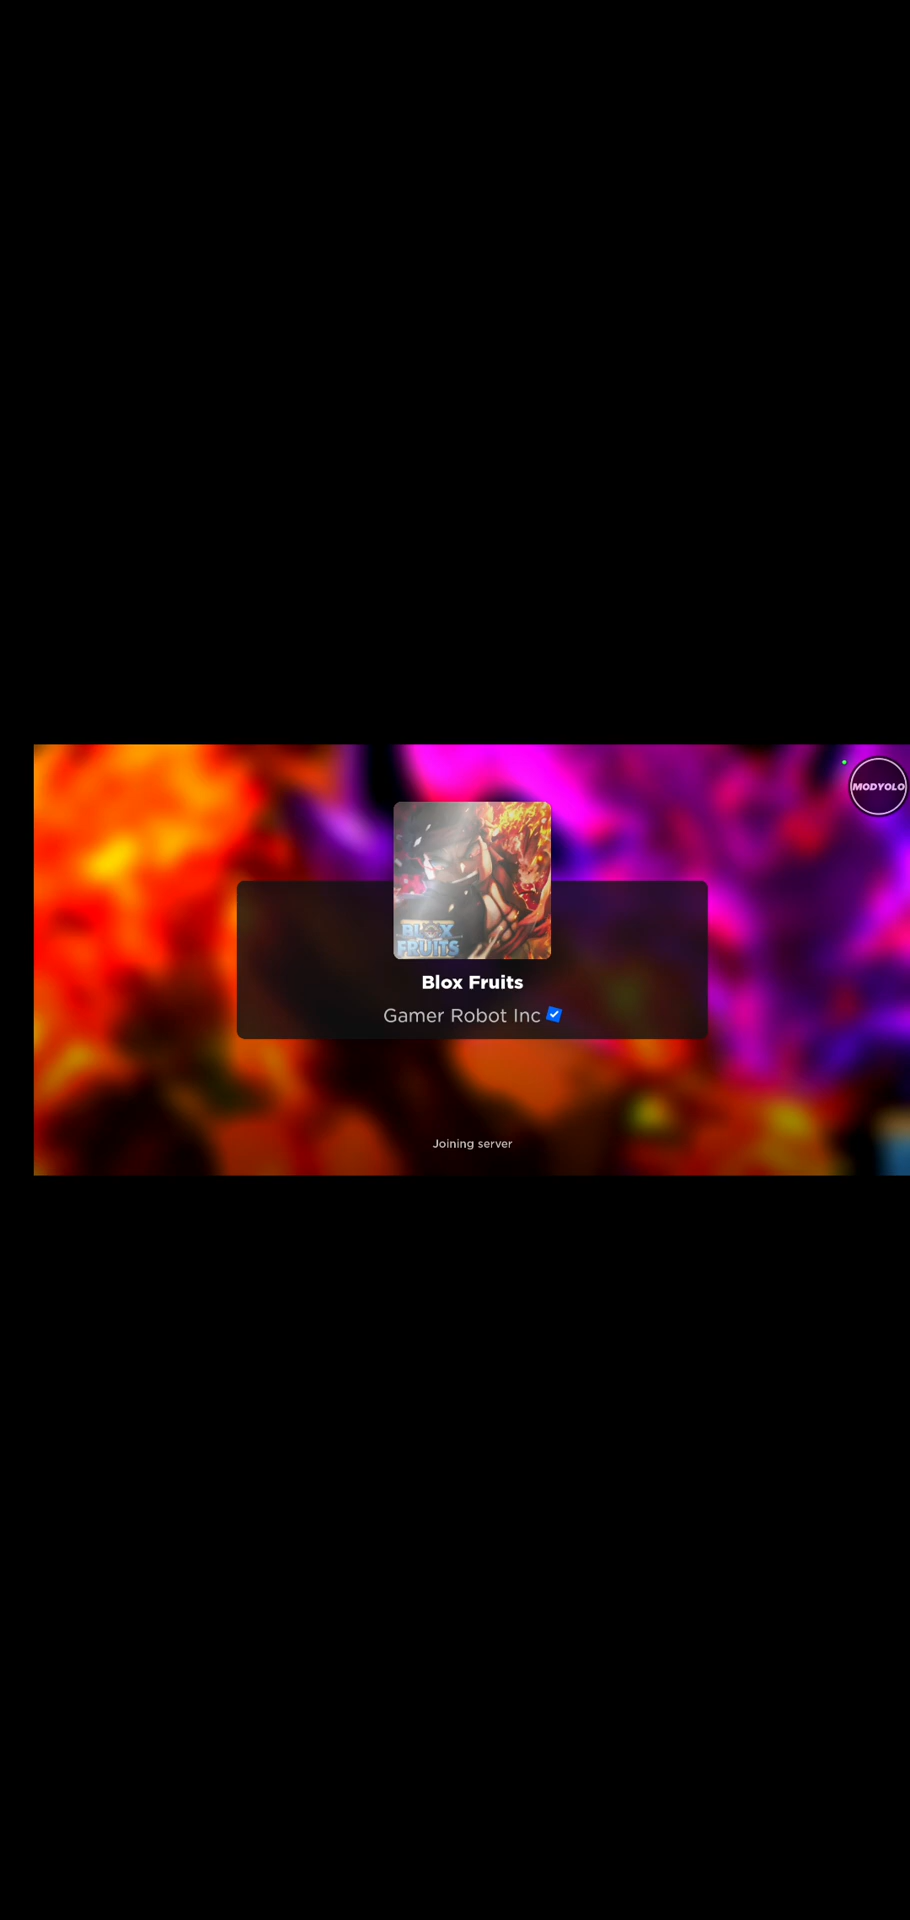 MODYOLO
BLOX
FRUITS
Blox Fruits
Gamer Robot Inc
Joining server